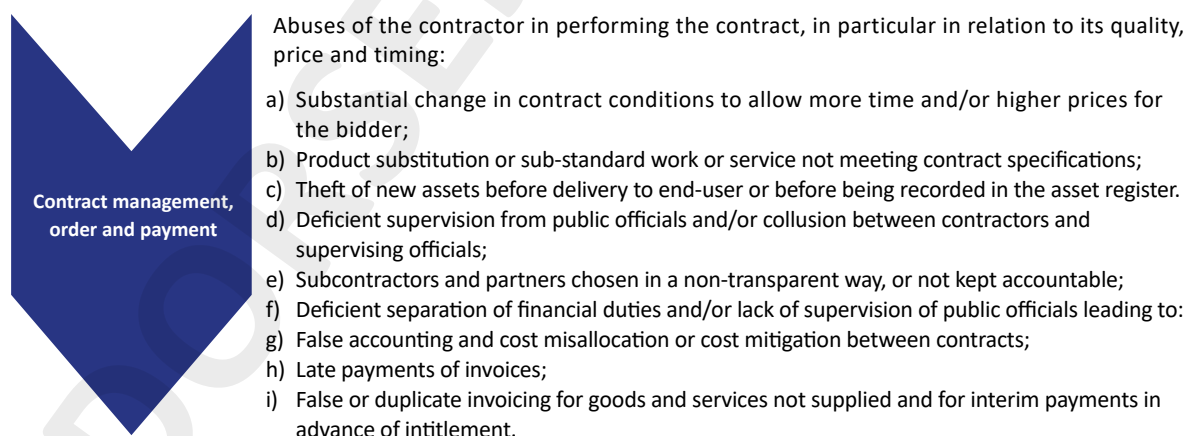 Abuses of the contractor in performing the contract, in particular in relation to its quality,
price and timing:
a) Substantial change in contract conditions to allow more time and/or higher prices for
the bidder;
b) Product substitution or sub-standard work or service not meeting contract specifications;
c) Theft of new assets before delivery to end-user or before being recorded in the asset register.
d) Deficient supervision from public officials and/or collusion between contractors and
supervising officials;
e) Subcontractors and partners chosen in a non-transparent way, or not kept accountable;
f) Deficient separation of financial duties and/or lack of supervision of public officials leading to:
g) False accounting and cost misallocation or cost mitigation between contracts;
h) Late payments of invoices;
i) False or duplicate invoicing for goods and services not supplied and for interim payments in
advance of intitlement.
Contract management,
order and payment